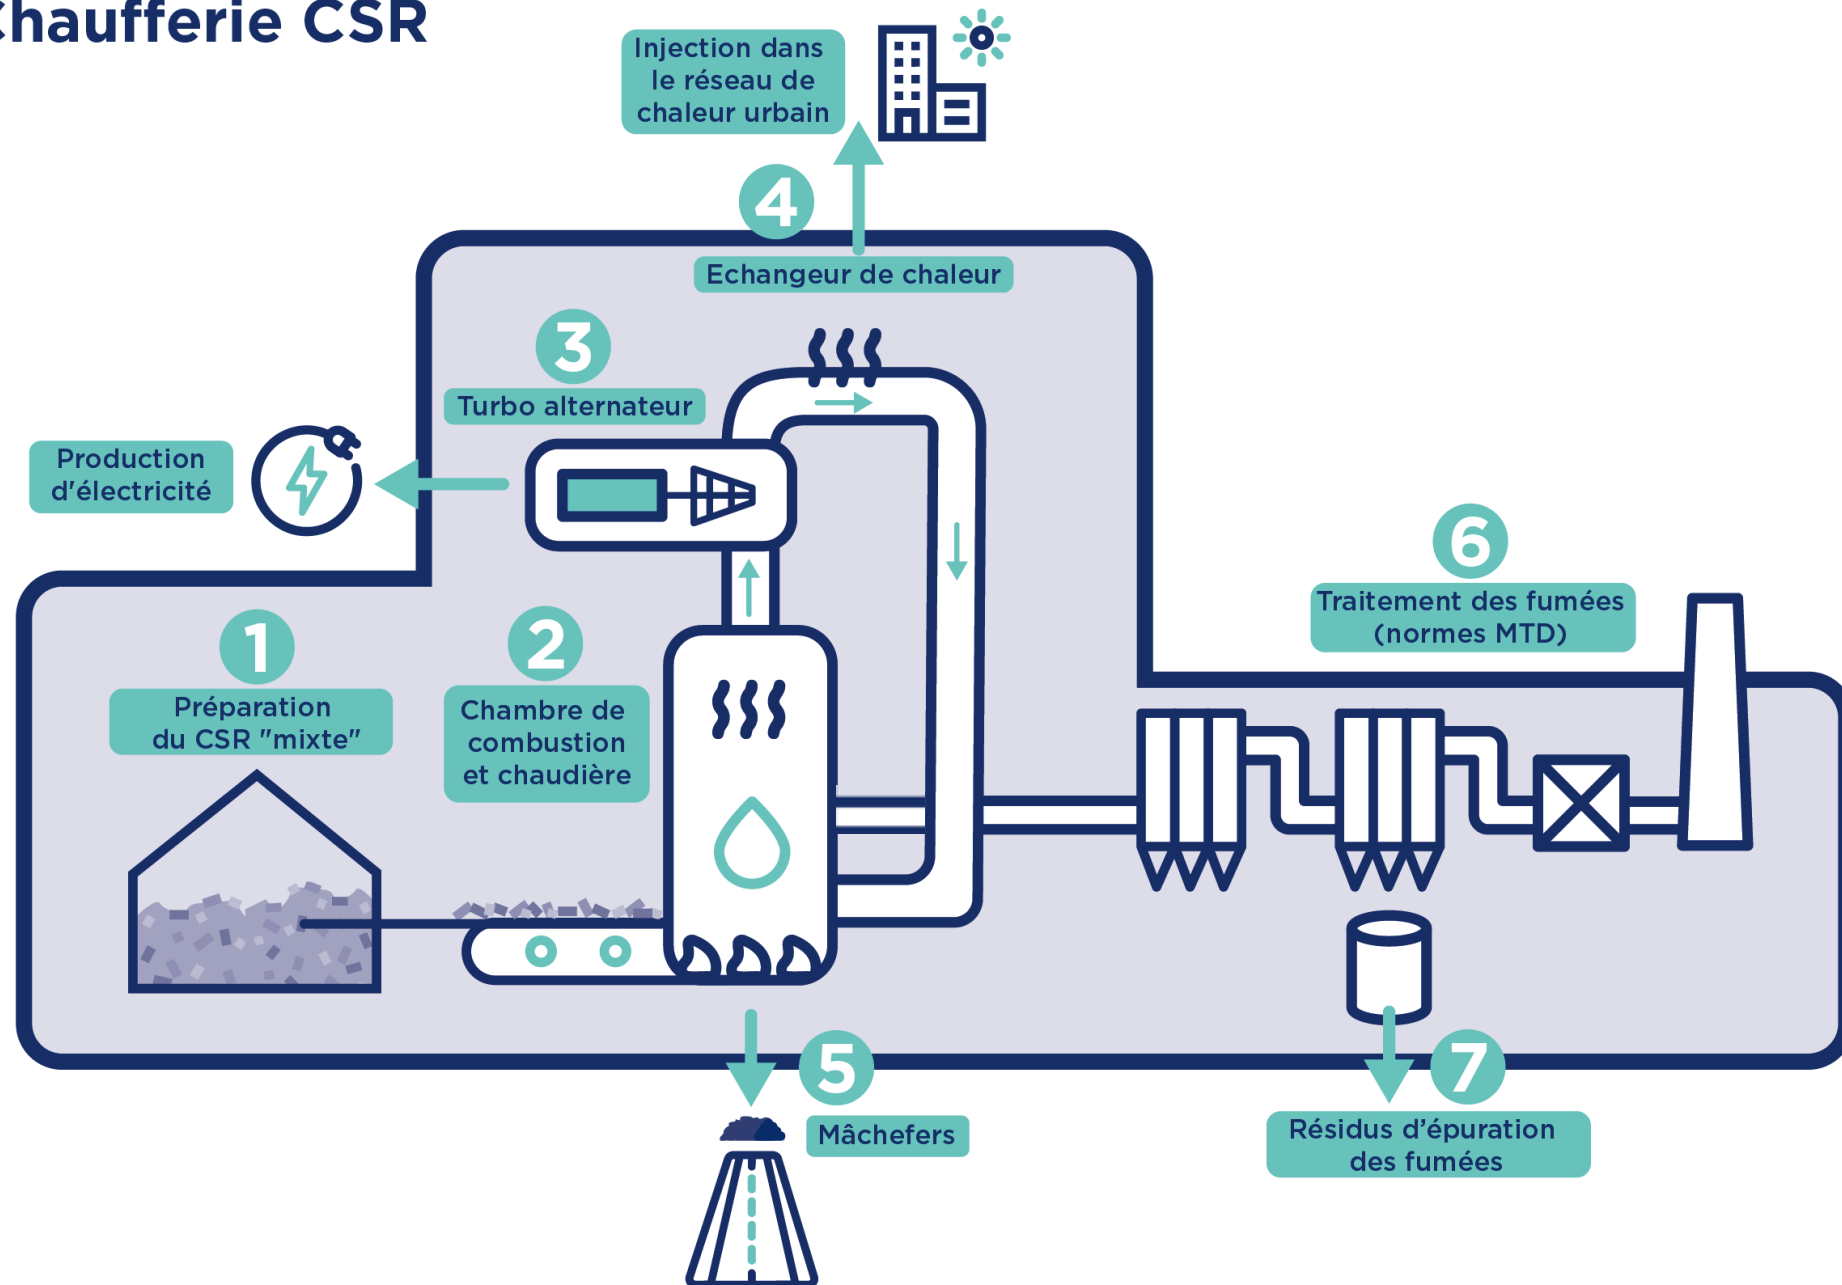 Chaufferie CSR
Injection dans
le réseau de
chaleur urbain
4
Echangeur de chaleur
3
Turbo alternateur
Production
d'électricité
1
Préparation
du CSR "mixte"
2
Chambre de
combustion
et chaudière
6
Traitement des fumées
(normes MTD)
5
Mâchefers
7
Résidus d’épuration
des fumées